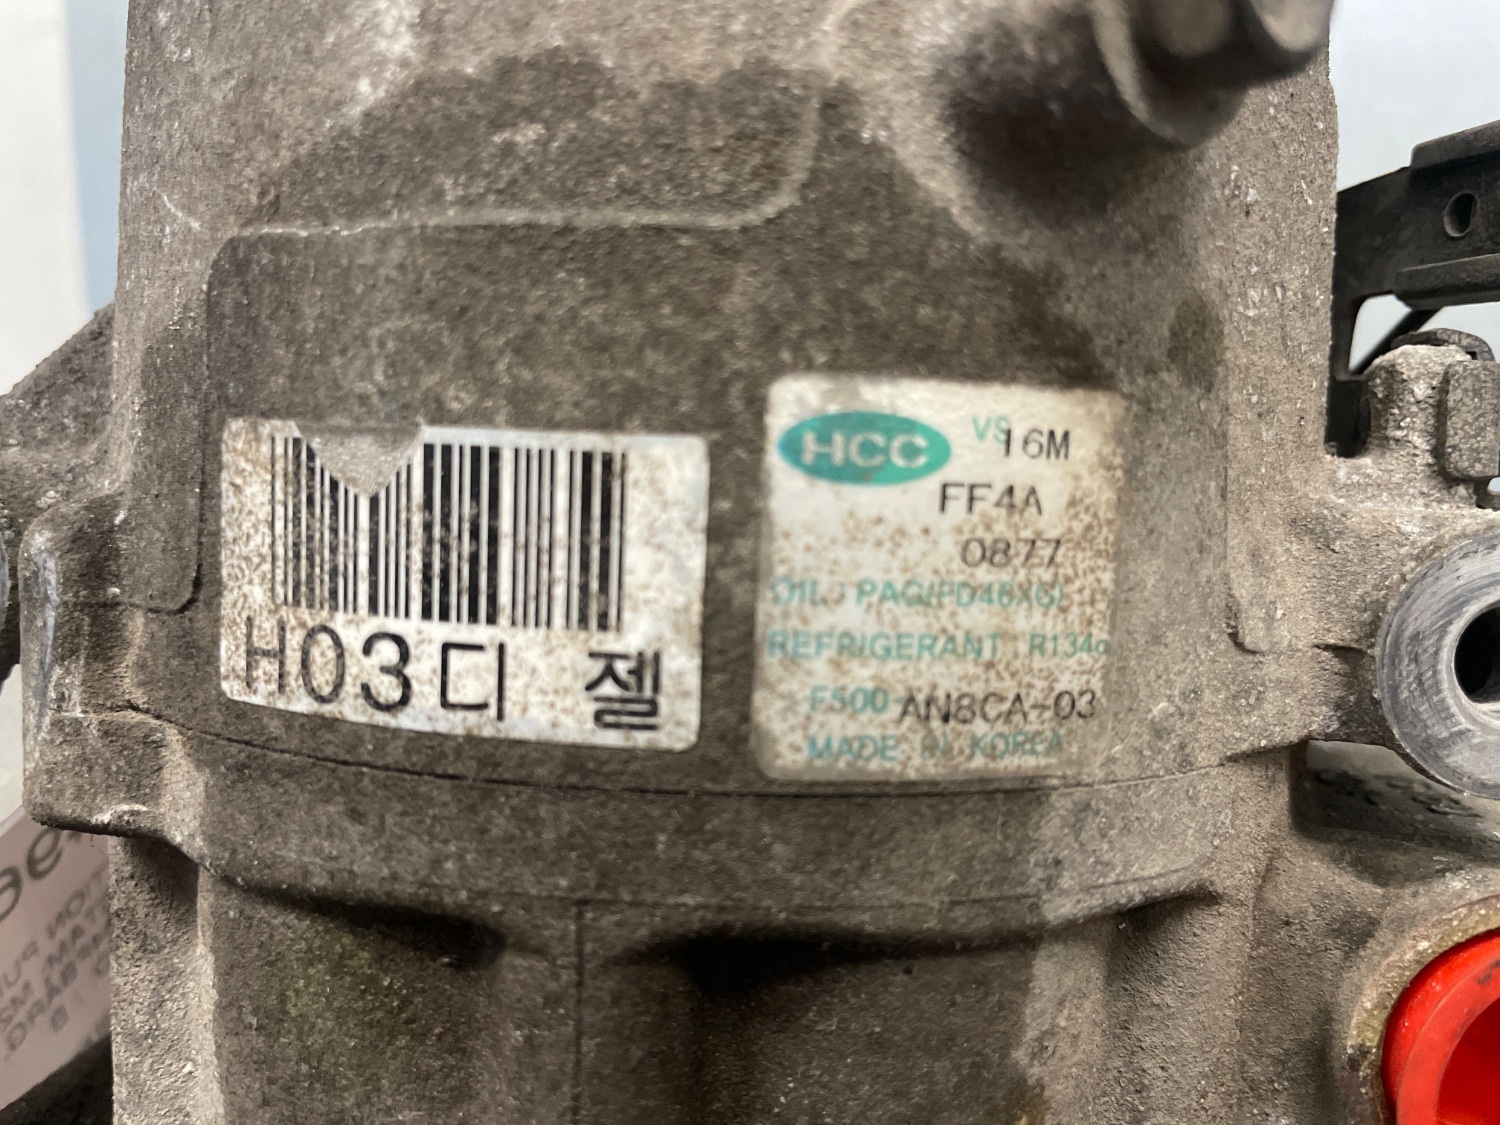 H03디 젤
HCC VS16M
FF4A
0877
OIL : PAG(FD46XG)
REFRIGERANT : R134a
F500-AN8CA-03
MADE IN KOREA